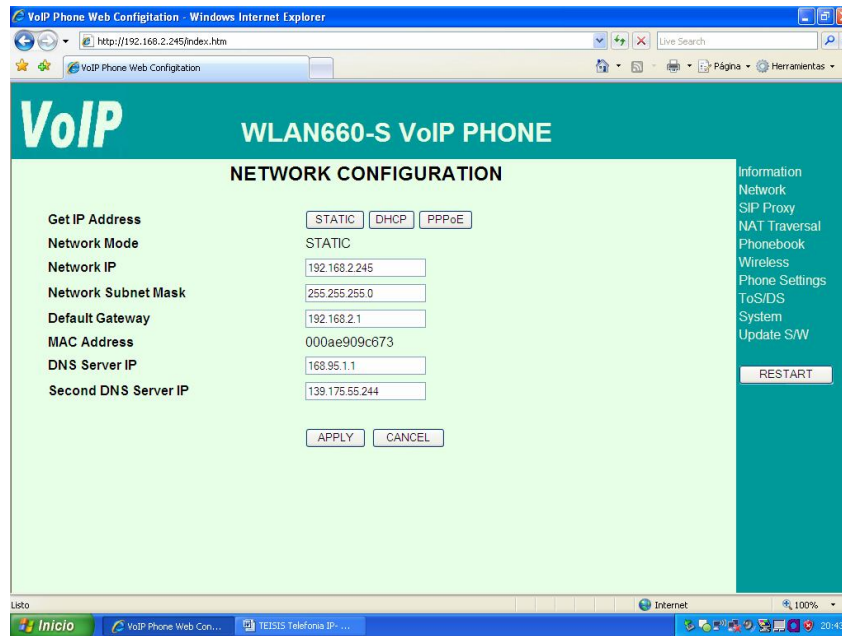 VoIP Phone Web Configitation - Windows Internet Explorer
http://192.168.2.245/index.htm
Live Search
VoIP Phone Web Configitation
Página
Herramientas
VoIP
WLAN660-S VoIP PHONE
NETWORK CONFIGURATION
Get IP Address STATIC DHCP PPPoE
Network Mode STATIC
Network IP 192.168.2.245
Network Subnet Mask 255.255.255.0
Default Gateway 192.168.2.1
MAC Address 000ae909c673
DNS Server IP 168.95.1.1
Second DNS Server IP 139.175.55.244
APPLY CANCEL
Information
Network
SIP Proxy
NAT Traversal
Phonebook
Wireless
Phone Settings
ToS/DS
System
Update S/W
RESTART
Listo
Internet
100%
Inicio
VoIP Phone Web Con...
TEISIS Telefonia IP- ...